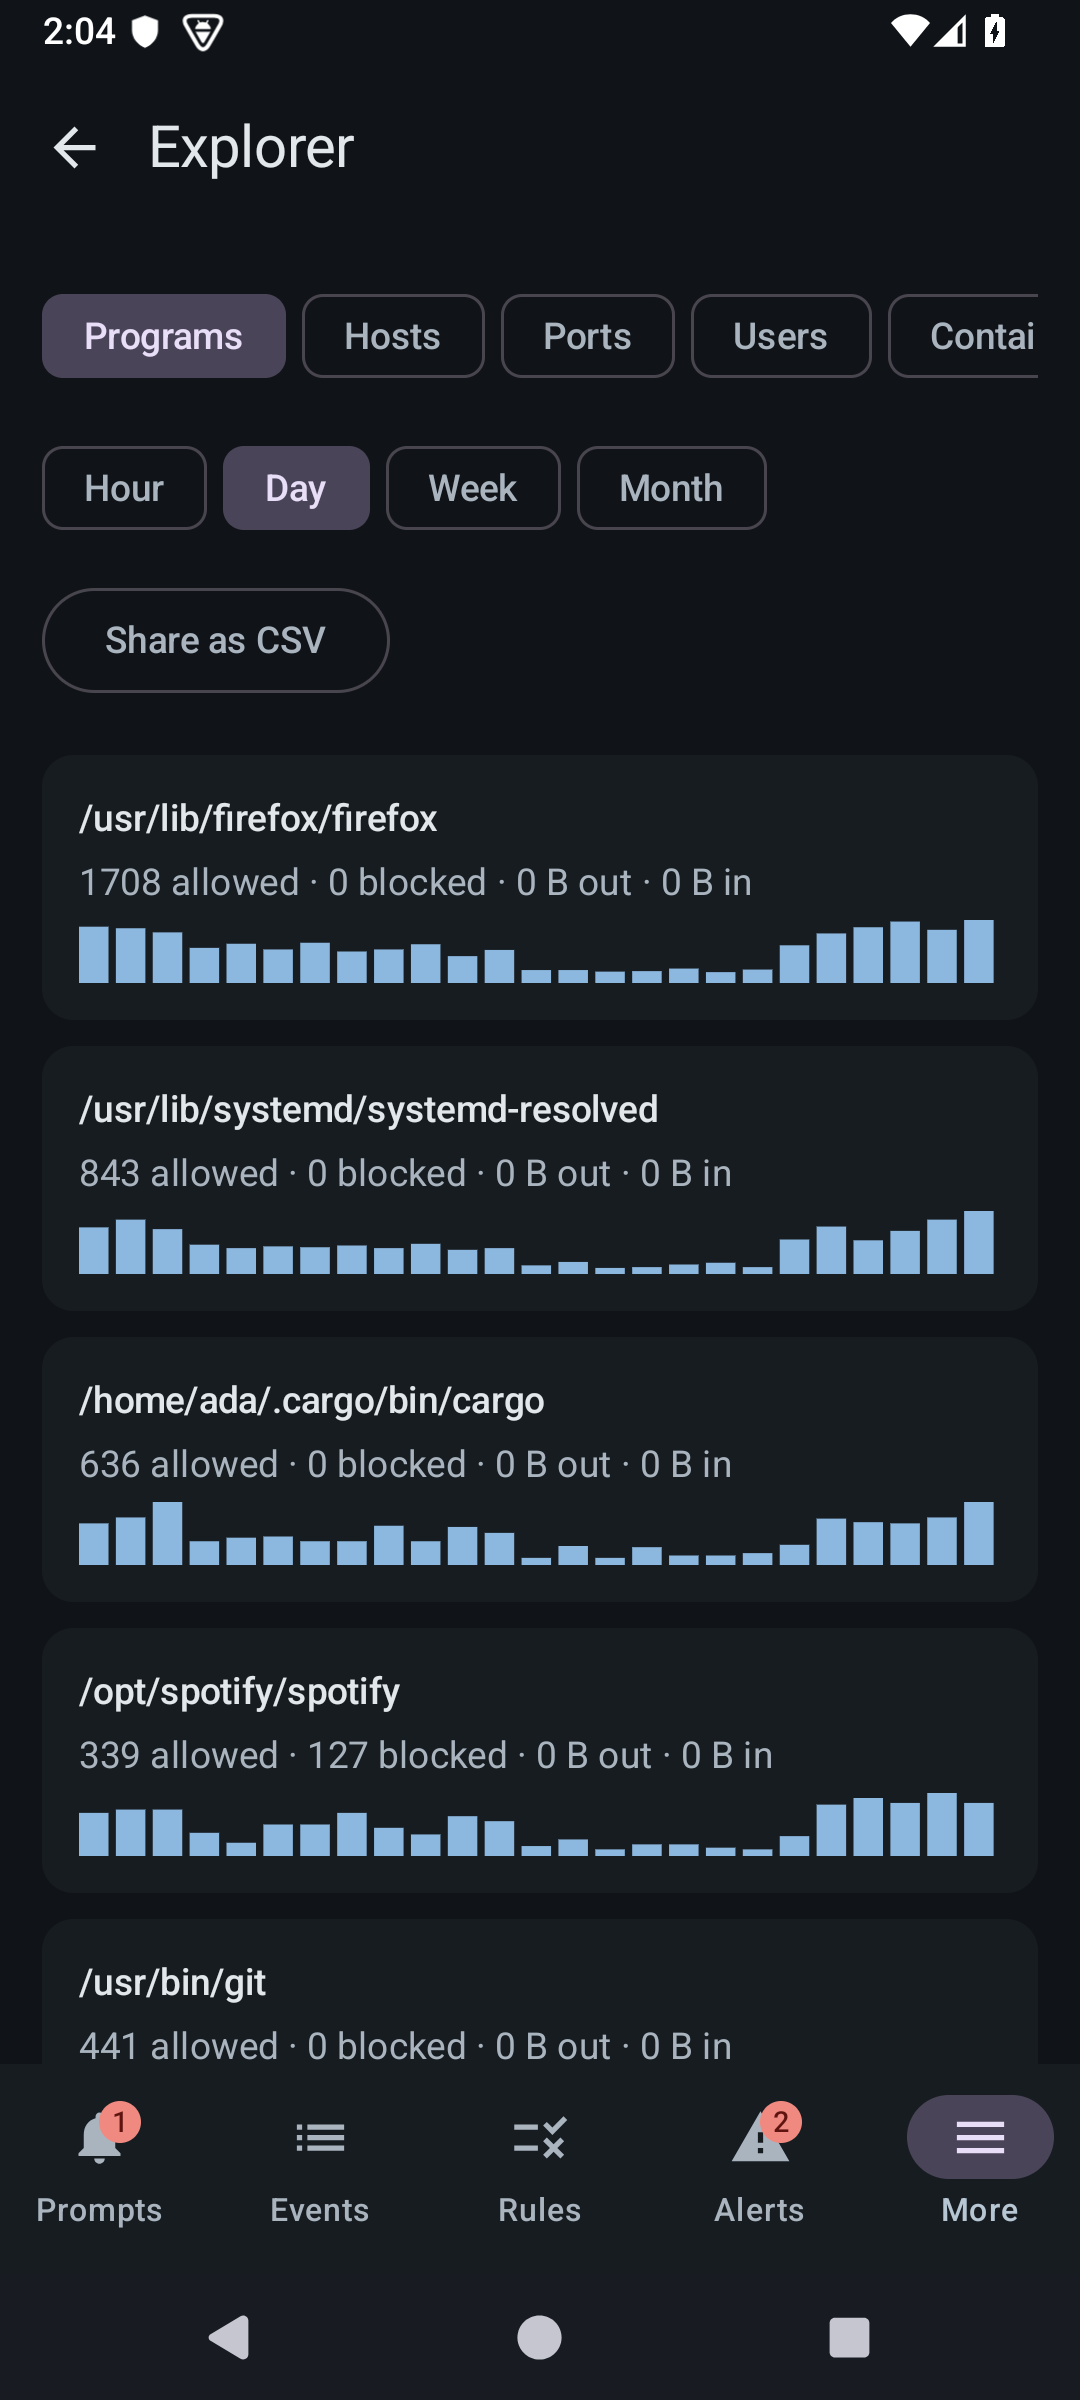 2:04
Explorer
Programs Hosts Ports Users Contai
Hour Day Week Month
Share as CSV
/usr/lib/firefox/firefox
1708 allowed · 0 blocked · 0 B out · 0 B in
/usr/lib/systemd/systemd-resolved
843 allowed · 0 blocked · 0 B out · 0 B in
/home/ada/.cargo/bin/cargo
636 allowed · 0 blocked · 0 B out · 0 B in
/opt/spotify/spotify
339 allowed · 127 blocked · 0 B out · 0 B in
/usr/bin/git
441 allowed · 0 blocked · 0 B out · 0 B in
1 2
Prompts Events Rules Alerts More